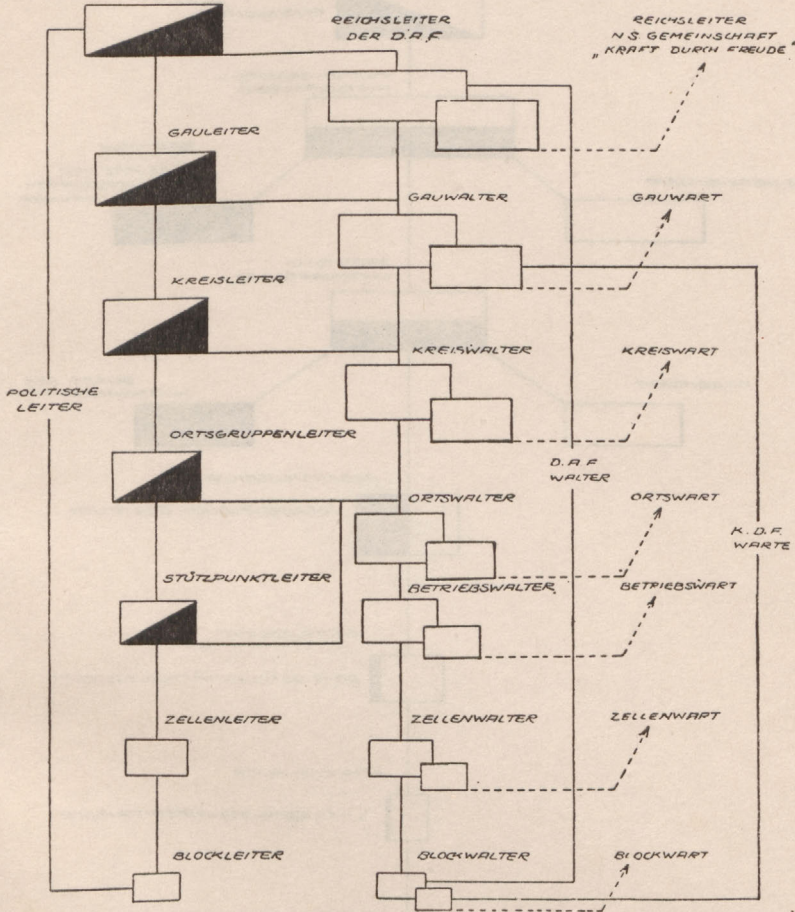 REICHSLEITER
DER D.A.F
REICHSLEITER
N.S. GEMEINSCHAFT
„KRAFT DURCH FREUDE"
GAULEITER
GAUWALTER
GAUWART
KREISLEITER
KREISWALTER
KREISWART
POLITISCHE
LEITER
ORTSGRUPPENLEITER
D.A.F
WALTER
ORTSWALTER
ORTSWART
K.D.F.
WARTE
STÜTZPUNKTLEITER
BETRIEBSWALTER
BETRIEBSWART
ZELLENLEITER
ZELLENWALTER
ZELLENWART
BLOCKLEITER
BLOCKWALTER
BLOCKWART